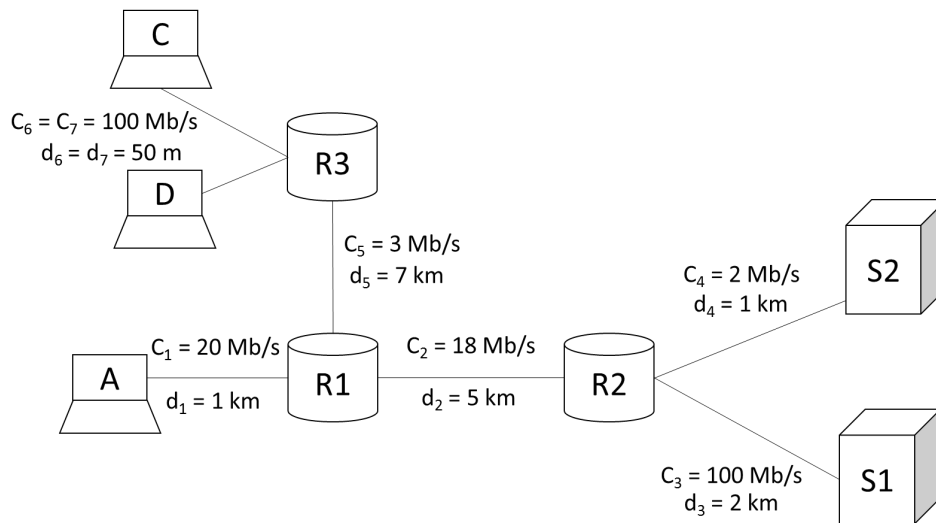 C
C₆ = C₇ = 100 Mb/s
d₆ = d₇ = 50 m
R3
D
C₅ = 3 Mb/s
d₅ = 7 km
C₄ = 2 Mb/s
d₄ = 1 km
S2
C₁ = 20 Mb/s
C₂ = 18 Mb/s
A
R1
R2
d₁ = 1 km
d₂ = 5 km
C₃ = 100 Mb/s
d₃ = 2 km
S1